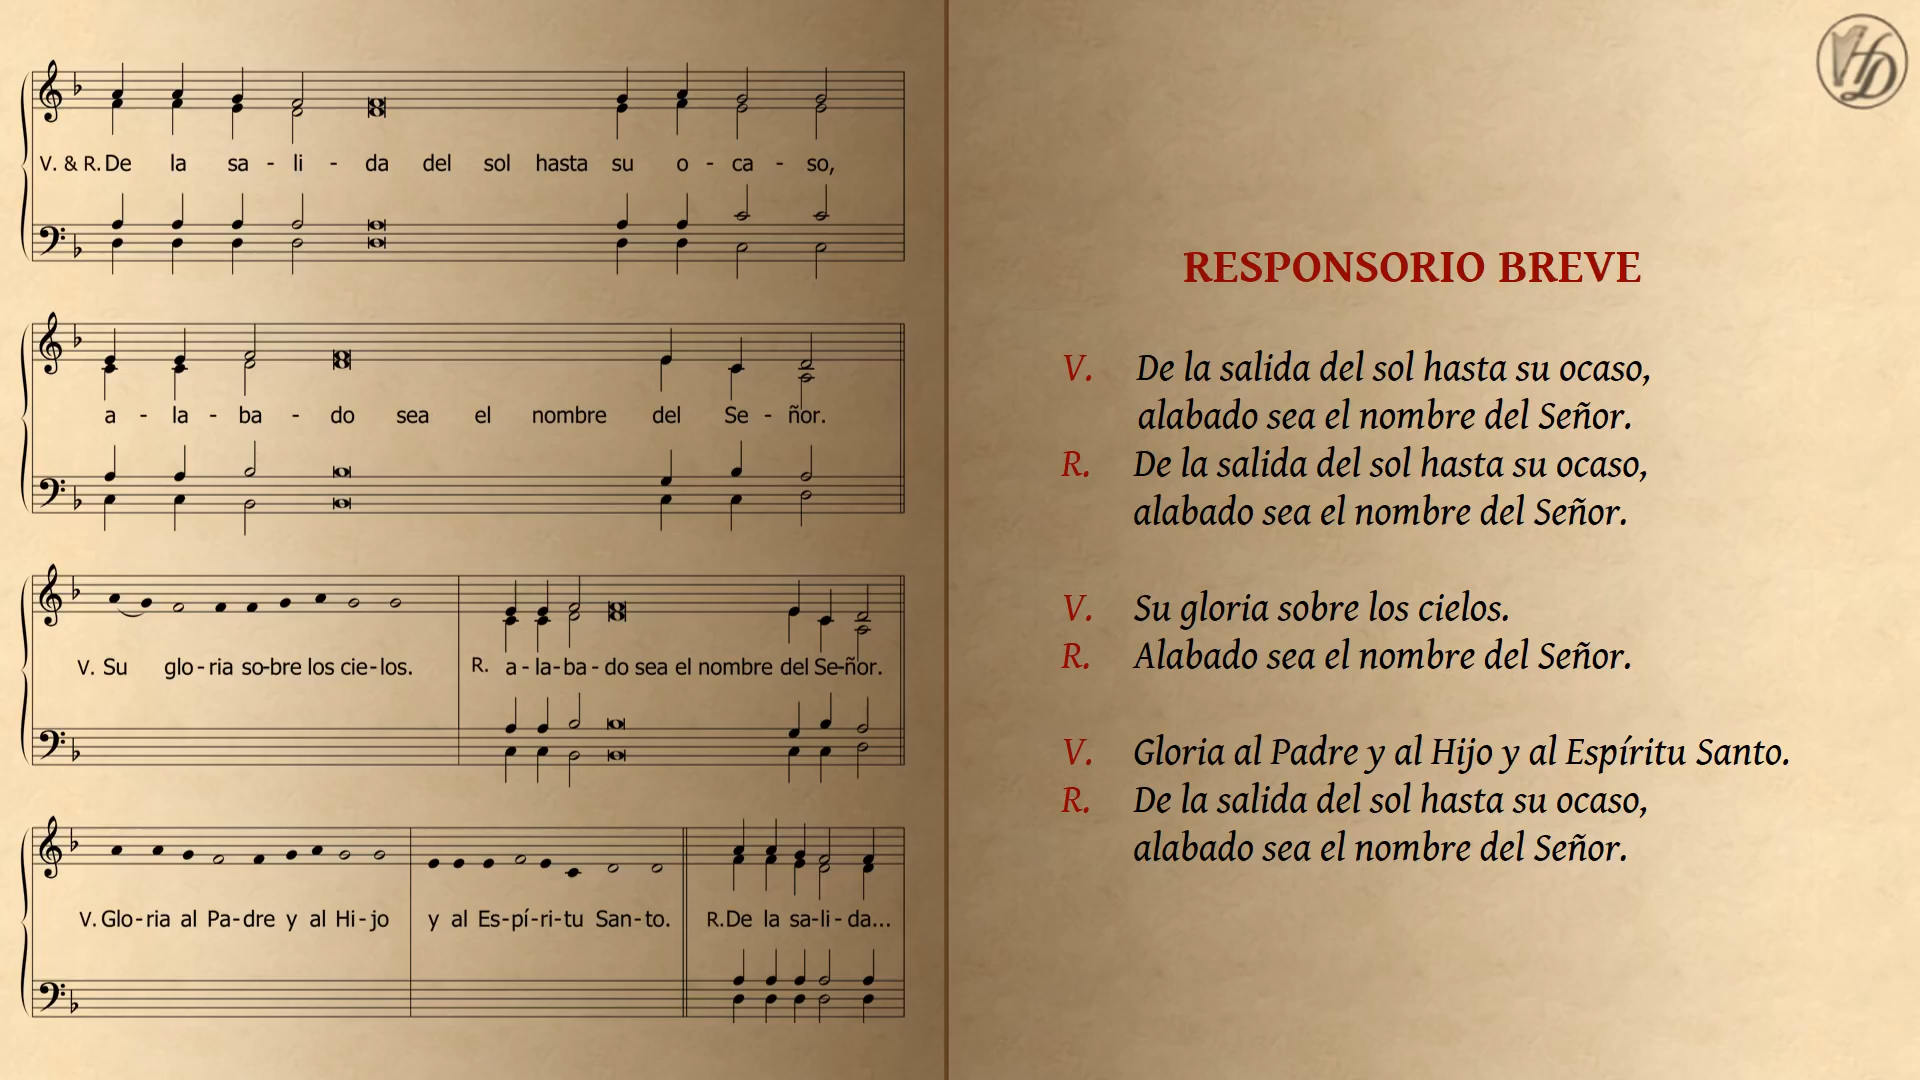 V. & R. De la sa - li - da del sol hasta su o - ca - so,
a - la - ba - do sea el nombre del Se - ñor.
V. Su glo - ria so-bre los cie - los. R. a - la - ba - do sea el nombre del Se-ñor.
V. Glo - ria al Pa - dre y al Hi - jo y al Es - pí - ri - tu San - to. R. De la sa - li - da...
HD
RESPONSORIO BREVE
V. De la salida del sol hasta su ocaso,
alabado sea el nombre del Señor.
R. De la salida del sol hasta su ocaso,
alabado sea el nombre del Señor.
V. Su gloria sobre los cielos.
R. Alabado sea el nombre del Señor.
V. Gloria al Padre y al Hijo y al Espíritu Santo.
R. De la salida del sol hasta su ocaso,
alabado sea el nombre del Señor.